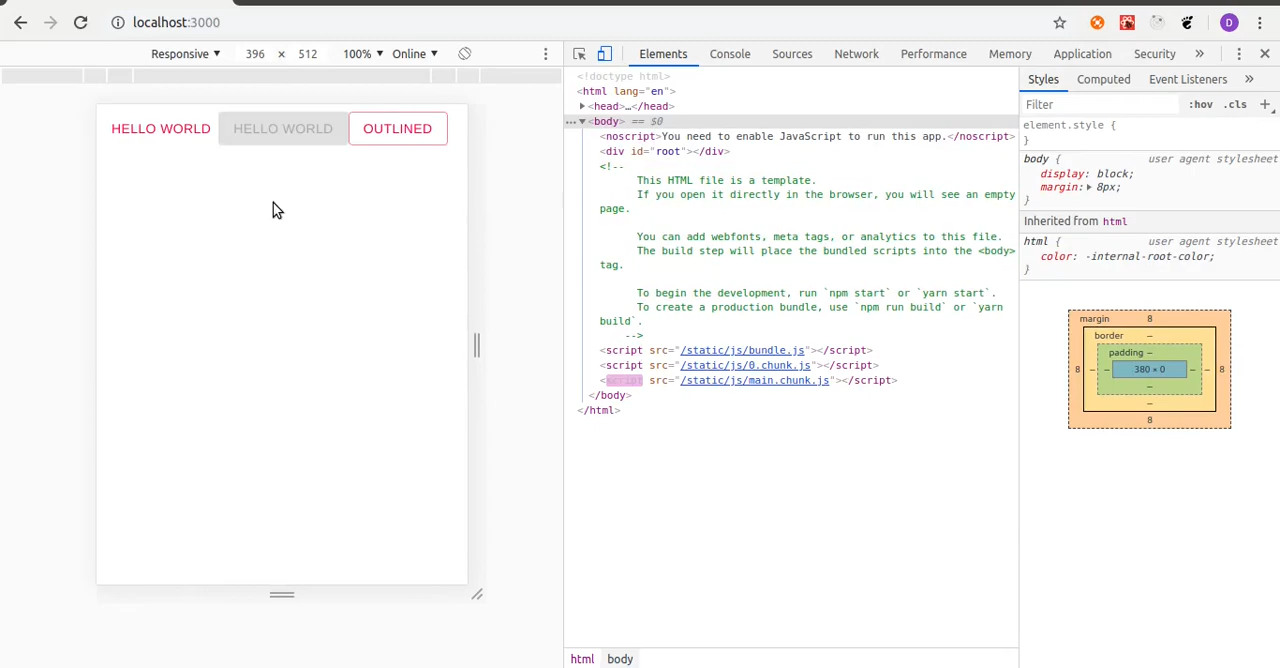 localhost:3000
D
Responsive ▼ 396 x 512 100% ▼ Online ▼
Elements Console Sources Network Performance Memory Application Security »
HELLO WORLD HELLO WORLD OUTLINED
<!doctype html>
<html lang="en">
▶<head>…</head>
…▼<body> == $0
<noscript>You need to enable JavaScript to run this app.</noscript>
<div id="root"></div>
<!--
This HTML file is a template.
If you open it directly in the browser, you will see an empty
page.
You can add webfonts, meta tags, or analytics to this file.
The build step will place the bundled scripts into the <body>
tag.
To begin the development, run `npm start` or `yarn start`.
To create a production bundle, use `npm run build` or `yarn
build`.
-->
<script src="/static/js/bundle.js"></script>
<script src="/static/js/0.chunk.js"></script>
<script src="/static/js/main.chunk.js"></script>
</body>
</html>
html body
Styles Computed Event Listeners »
Filter :hov .cls +
element.style {
}
body { user agent stylesheet
display: block;
margin:▶ 8px;
}
Inherited from html
html { user agent stylesheet
color: -internal-root-color;
}
margin 8
border –
padding –
8 – – 380 × 0 – – 8
–
–
8